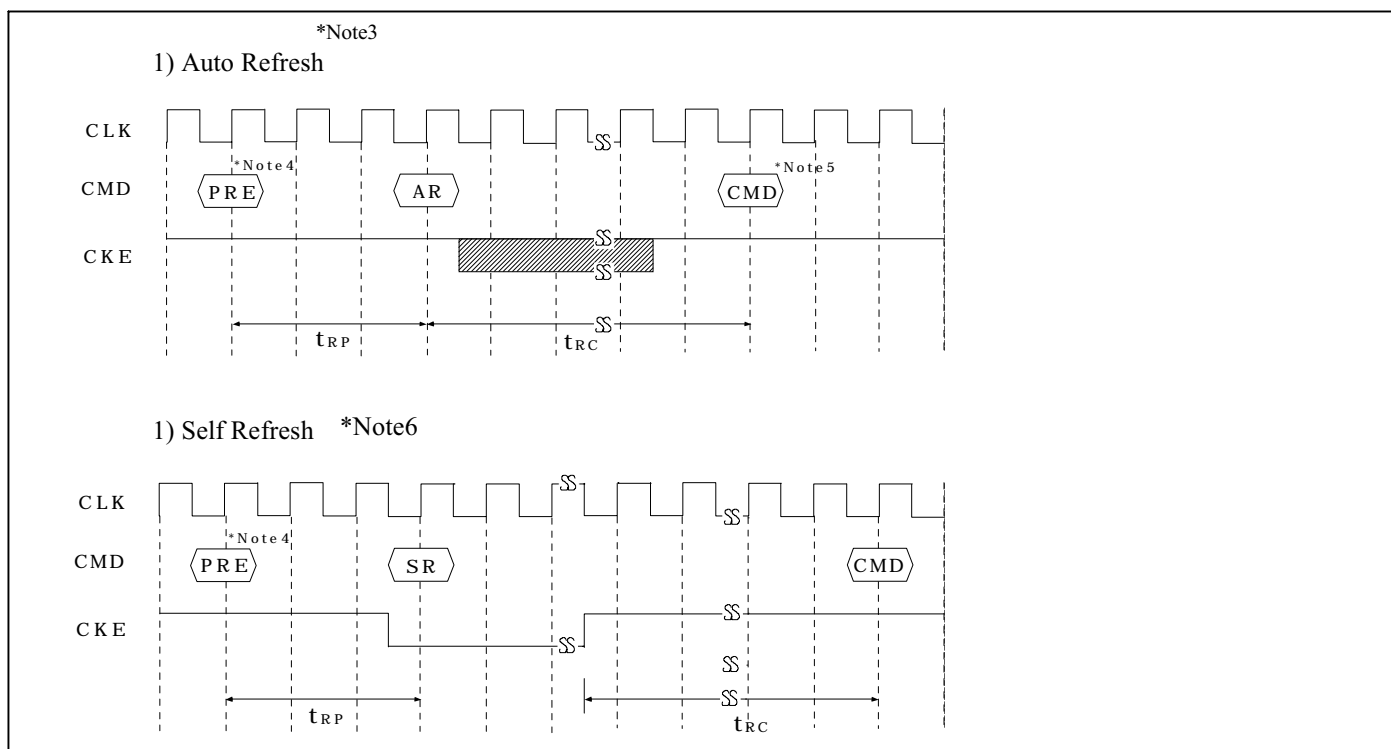 *Note3
1) Auto Refresh
CLK
*Note4
*Note5
CMD
PRE
AR
CMD
CKE
tRP
tRC
1) Self Refresh *Note6
CLK
*Note4
CMD
PRE
SR
CMD
CKE
tRP
tRC